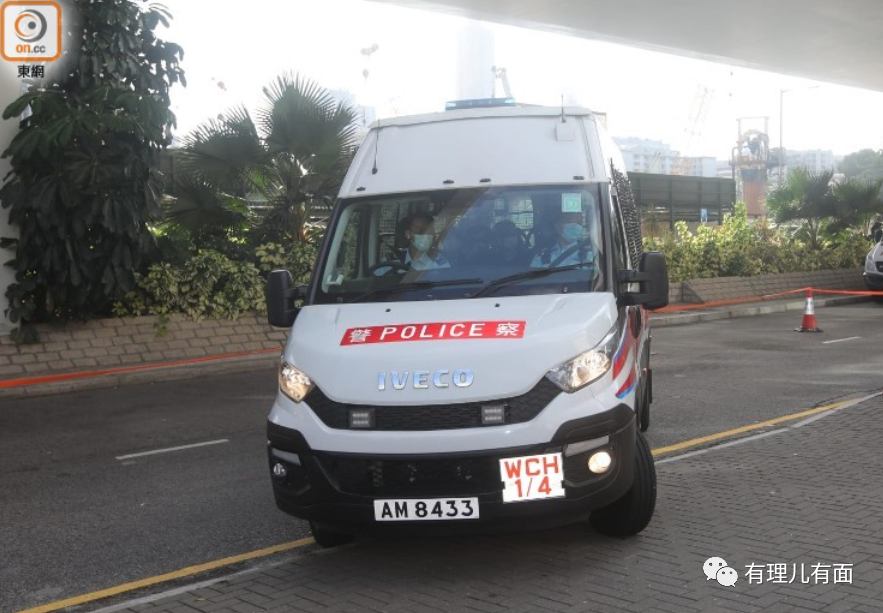 on.cc
東網
警 POLICE 察
IVECO
WCH
1/4
AM 8433
有理儿有面